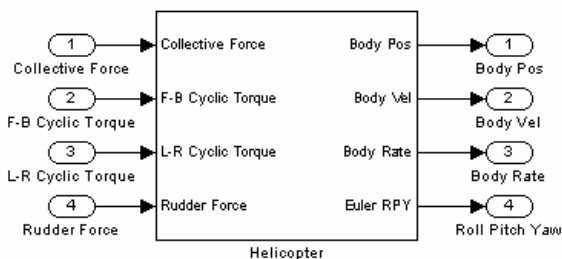 1
Collective Force
2
F-B Cyclic Torque
3
L-R Cyclic Torque
4
Rudder Force
Collective Force
F-B Cyclic Torque
L-R Cyclic Torque
Rudder Force
Body Pos
Body Vel
Body Rate
Euler RPY
Helicopter
1
Body Pos
2
Body Vel
3
Body Rate
4
Roll Pitch Yaw